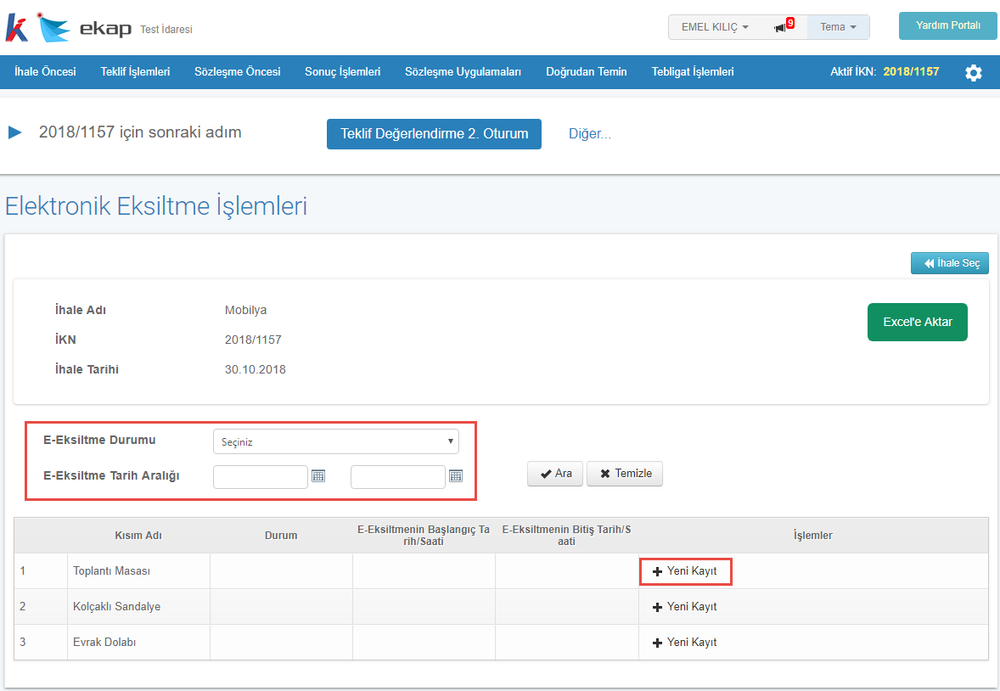 ekap Test İdaresi EMEL KILIÇ 9 Tema Yardım Portalı
İhale Öncesi Teklif İşlemleri Sözleşme Öncesi Sonuç İşlemleri Sözleşme Uygulamaları Doğrudan Temin Tebligat İşlemleri Aktif İKN: 2018/1157
2018/1157 için sonraki adım Teklif Değerlendirme 2. Oturum Diğer...
Elektronik Eksiltme İşlemleri
İhale Seç
İhale Adı Mobilya
Excel'e Aktar
İKN 2018/1157
İhale Tarihi 30.10.2018
E-Eksiltme Durumu Seçiniz
E-Eksiltme Tarih Aralığı Ara Temizle
Kısım Adı Durum E-Eksiltmenin Başlangıç Ta
rih/Saati E-Eksiltmenin Bitiş Tarih/S
aati İşlemler
1 Toplantı Masası Yeni Kayıt
2 Kolçaklı Sandalye Yeni Kayıt
3 Evrak Dolabı Yeni Kayıt